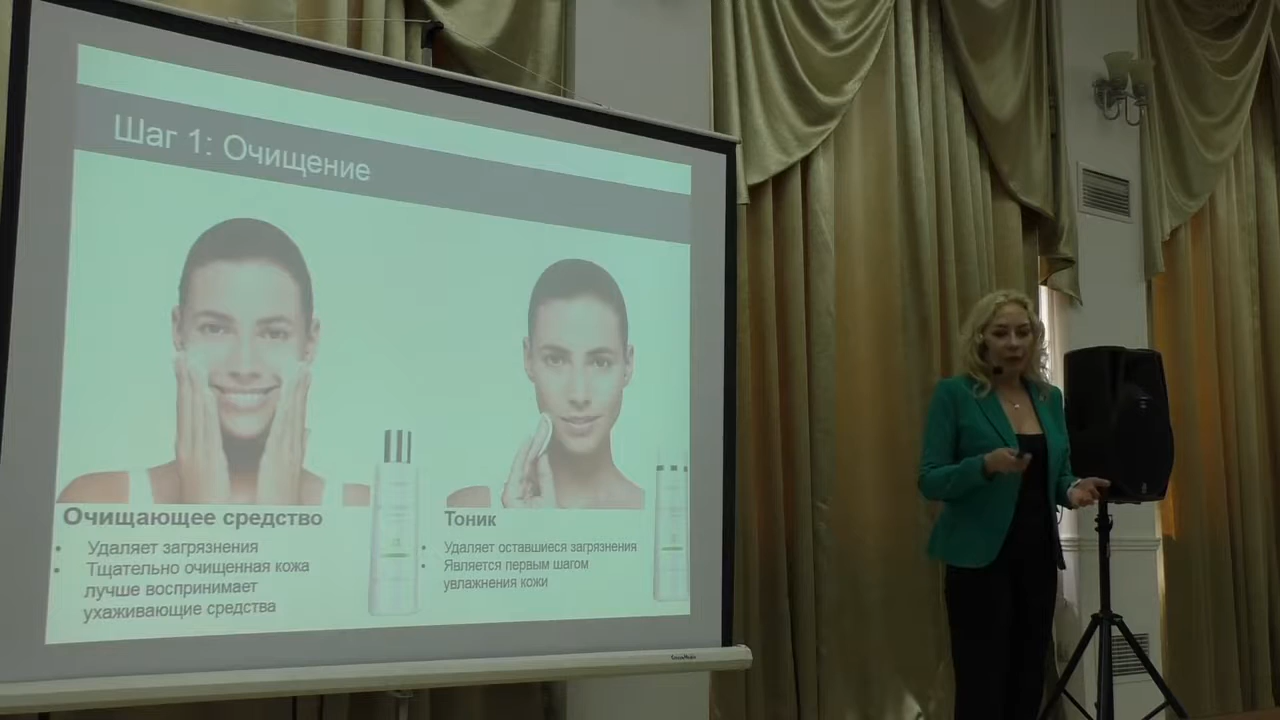 Шаг 1: Очищение
Очищающее средство
• Удаляет загрязнения
• Тщательно очищенная кожа
лучше воспринимает
ухаживающие средства
Тоник
• Удаляет оставшиеся загрязнения
• Является первым шагом
увлажнения кожи